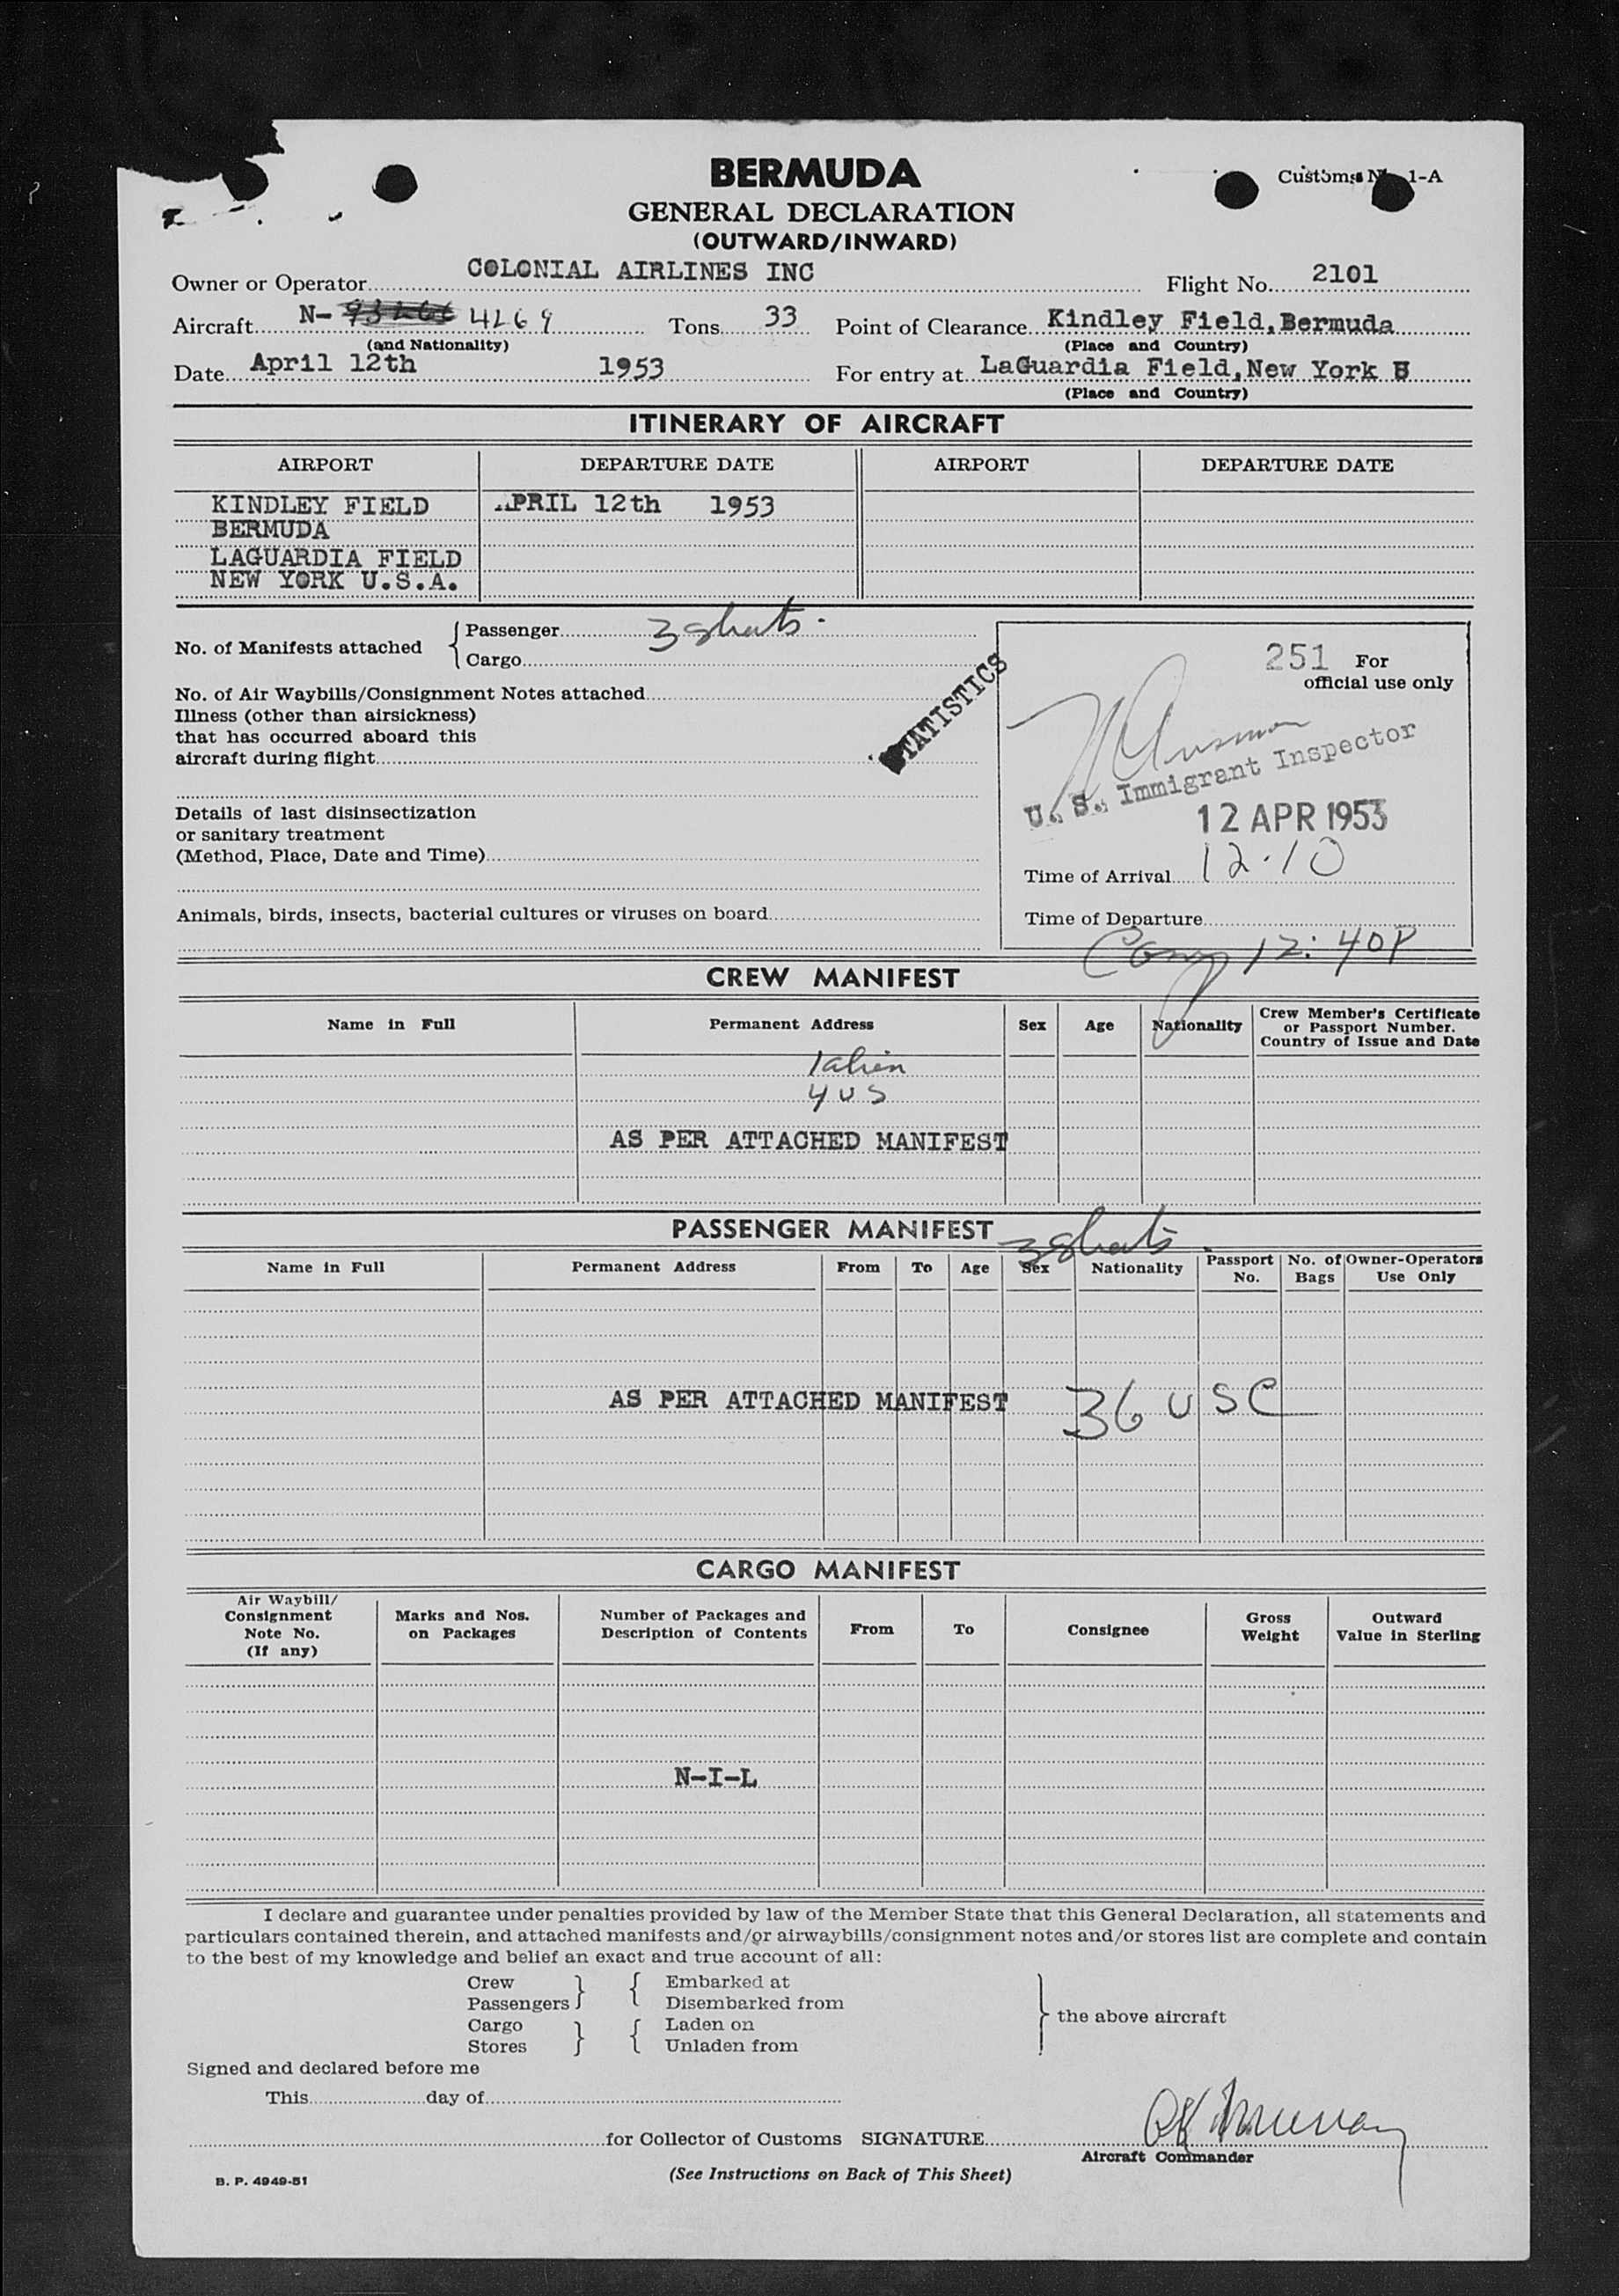 BERMUDA
Customs N 1-A
GENERAL DECLARATION
(OUTWARD/INWARD)
Owner or Operator COLONIAL AIRLINES INC Flight No. 2101
Aircraft N- 4269 Tons 33 Point of Clearance Kindley Field, Bermuda
(and Nationality) (Place and Country)
Date April 12th 1953 For entry at LaGuardia Field, New York
(Place and Country)
ITINERARY OF AIRCRAFT
AIRPORT DEPARTURE DATE AIRPORT DEPARTURE DATE
KINDLEY FIELD APRIL 12th 1953
BERMUDA
LAGUARDIA FIELD
NEW YORK U.S.A.
No. of Manifests attached { Passenger 3 sheets
Cargo
251 For
official use only
No. of Air Waybills/Consignment Notes attached
STATISTICS
Illness (other than airsickness)
that has occurred aboard this
aircraft during flight
U. S. Immigrant Inspector
Details of last disinsectization
or sanitary treatment
(Method, Place, Date and Time)
12 APR 1953
Time of Arrival 12.10
Animals, birds, insects, bacterial cultures or viruses on board
Time of Departure
12:40P
CREW MANIFEST
Name in Full Permanent Address Sex Age Nationality Crew Member's Certificate or Passport Number. Country of Issue and Date
1 alien
4 US
AS PER ATTACHED MANIFEST
PASSENGER MANIFEST 3 sheets
Name in Full Permanent Address From To Age Sex Nationality Passport No. No. of Bags Owner-Operators Use Only
AS PER ATTACHED MANIFEST 36 USC
CARGO MANIFEST
Air Waybill/ Consignment Note No. (If any) Marks and Nos. on Packages Number of Packages and Description of Contents From To Consignee Gross Weight Outward Value in Sterling
N-I-L
I declare and guarantee under penalties provided by law of the Member State that this General Declaration, all statements and
particulars contained therein, and attached manifests and/or airwaybills/consignment notes and/or stores list are complete and contain
to the best of my knowledge and belief an exact and true account of all:
Crew } { Embarked at
Passengers } { Disembarked from
Cargo } { Laden on } the above aircraft
Stores } { Unladen from
Signed and declared before me
This day of
for Collector of Customs SIGNATURE
Aircraft Commander
B. P. 4949-51
(See Instructions on Back of This Sheet)